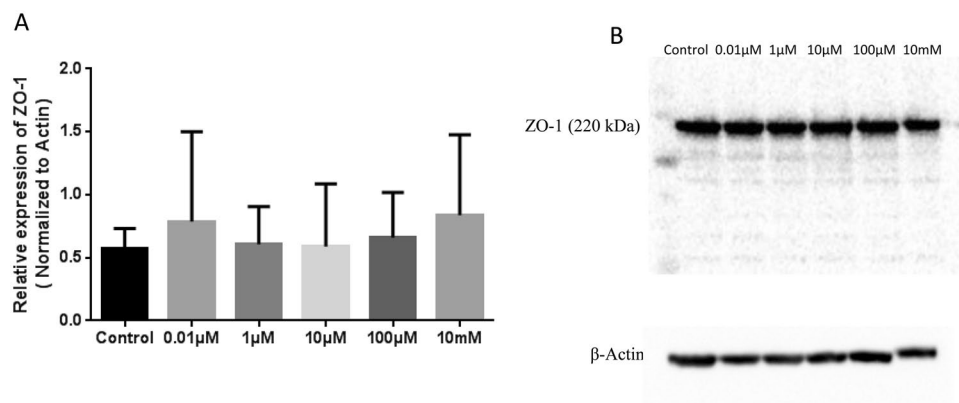 A
Relative expression of ZO-1
( Normalized to Actin)
2.0
1.5
1.0
0.5
0.0
Control 0.01µM 1µM 10µM 100µM 10mM
B
Control 0.01µM 1µM 10µM 100µM 10mM
ZO-1 (220 kDa)
β-Actin